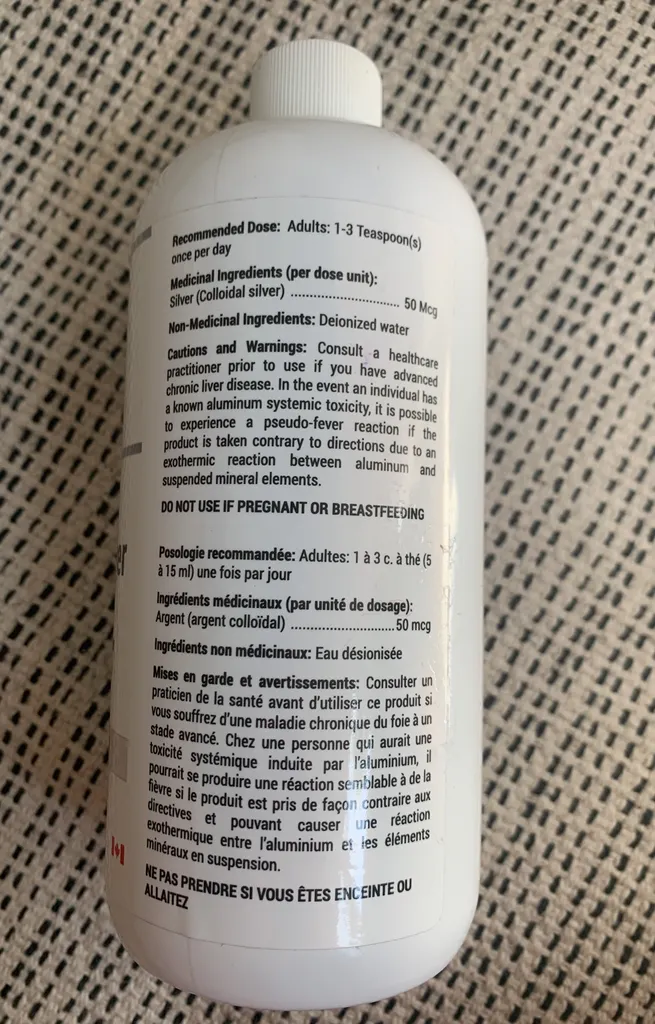 Recommended Dose: Adults: 1-3 Teaspoon(s)
once per day
Medicinal Ingredients (per dose unit):
Silver (Colloidal silver) ................................. 50 Mcg
Non-Medicinal Ingredients: Deionized water
Cautions and Warnings: Consult a healthcare
practitioner prior to use if you have advanced
chronic liver disease. In the event an individual has
a known aluminum systemic toxicity, it is possible
to experience a pseudo-fever reaction if the
product is taken contrary to directions due to an
exothermic reaction between aluminum and
suspended mineral elements.
DO NOT USE IF PREGNANT OR BREASTFEEDING
Posologie recommandée: Adultes: 1 à 3 c. à thé (5
à 15 ml) une fois par jour
Ingrédients médicinaux (par unité de dosage):
Argent (argent colloïdal) ................................50 mcg
Ingrédients non médicinaux: Eau désionisée
Mises en garde et avertissements: Consulter un
praticien de la santé avant d'utiliser ce produit si
vous souffrez d'une maladie chronique du foie à un
stade avancé. Chez une personne qui aurait une
toxicité systémique induite par l'aluminium, il
pourrait se produire une réaction semblable à de la
fièvre si le produit est pris de façon contraire aux
directives et pouvant causer une réaction
exothermique entre l'aluminium et les éléments
minéraux en suspension.
NE PAS PRENDRE SI VOUS ÊTES ENCEINTE OU
ALLAITEZ